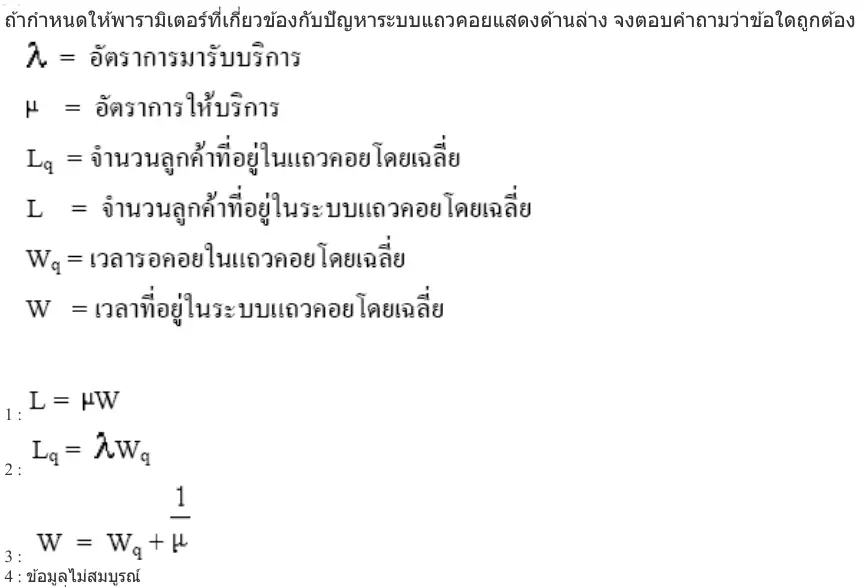 ถ้ากำหนดให้พารามิเตอร์ที่เกี่ยวข้องกับปัญหาระบบแถวคอยแสดงด้านล่าง จงตอบคำถามว่าข้อใดถูกต้อง
λ = อัตราการมารับบริการ
μ = อัตราการให้บริการ
Lq = จำนวนลูกค้าที่อยู่ในแถวคอยโดยเฉลี่ย
L = จำนวนลูกค้าที่อยู่ในระบบแถวคอยโดยเฉลี่ย
Wq = เวลารอคอยในแถวคอยโดยเฉลี่ย
W = เวลาที่อยู่ในระบบแถวคอยโดยเฉลี่ย
1 : L = μW
2 : Lq = λWq
3 : W = Wq + 1/μ
4 : ข้อมูลไม่สมบูรณ์